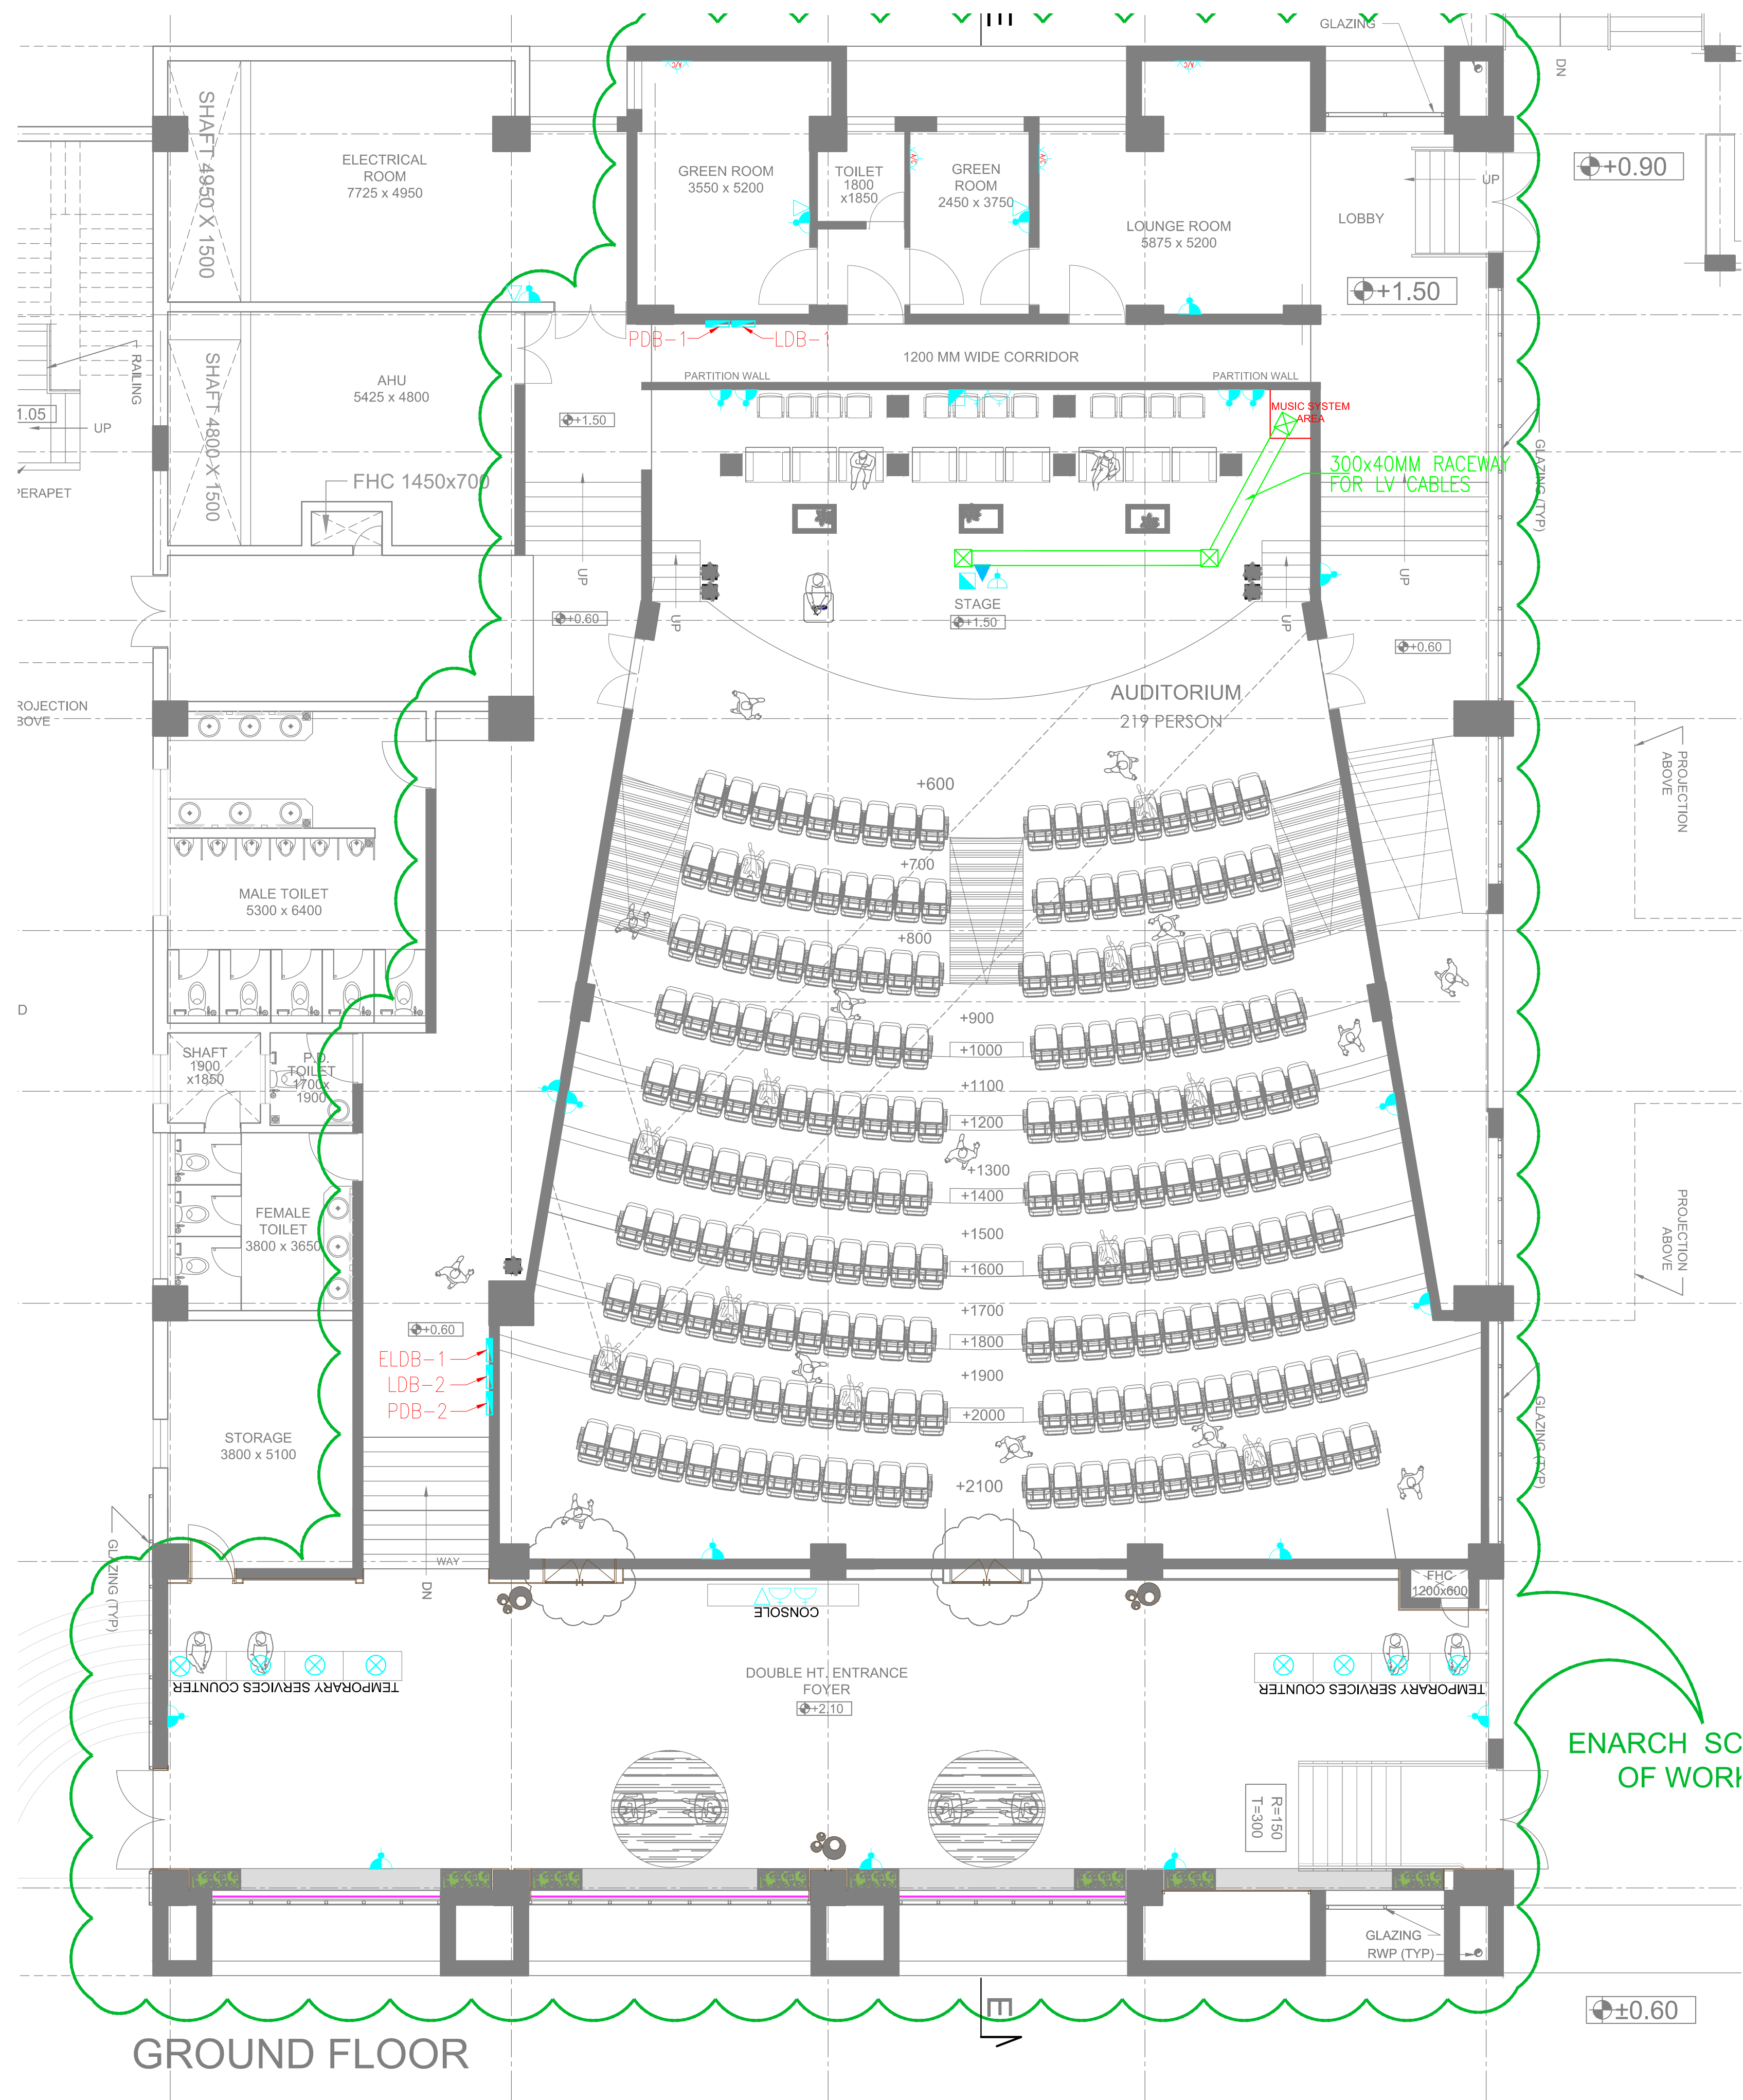 GLAZING
DN
SHAFT 4950 X 1500
ELECTRICAL
ROOM
7725 x 4950
A/C
A/C
GREEN ROOM
3550 x 5200
TOILET
1800
x1850
A/C
GREEN
ROOM
2450 x 3750
A/C
LOUNGE ROOM
5875 x 5200
LOBBY
UP
+0.90
+1.50
PDB-1
LDB-1
1200 MM WIDE CORRIDOR
PARTITION WALL
PARTITION WALL
RAILING
1.05
UP
SHAFT 4800 X 1500
AHU
5425 x 4800
+1.50
MUSIC SYSTEM
AREA
GLAZING (TYP)
300x40MM RACEWAY
FOR LV CABLES
FHC 1450x700
UP
UP
UP
UP
STAGE
+1.50
+0.60
+0.60
AUDITORIUM
219 PERSON
PROJECTION
ABOVE
+600
+700
+800
+900
+1000
+1100
+1200
+1300
+1400
+1500
+1600
+1700
+1800
+1900
+2000
+2100
MALE TOILET
5300 x 6400
D
SHAFT
1900
x1850
P.D.
TOILET
1700x
1900
FEMALE
TOILET
3800 x 3650
PROJECTION
ABOVE
+0.60
ELDB-1
LDB-2
PDB-2
STORAGE
3800 x 5100
GLAZING (TYP)
GLAZING (TYP)
WAY
DN
FHC
1200x600
CONSOLE
TEMPORARY SERVICES COUNTER
TEMPORARY SERVICES COUNTER
DOUBLE HT. ENTRANCE
FOYER
+2.10
ENARCH SC
OF WORK
R=150
T=300
GLAZING
RWP (TYP)
E
±0.60
GROUND FLOOR